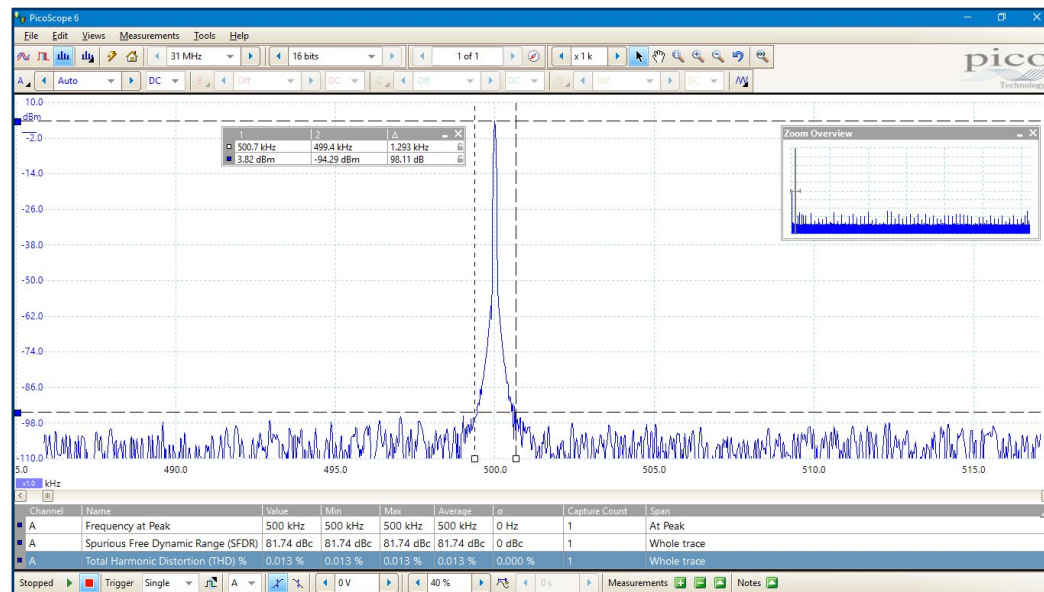 PicoScope 6
File Edit Views Measurements Tools Help
31 MHz 16 bits 1 of 1 x 1 k
pico
Technology
A Auto DC B Off DC C Off DC D Off DC
10.0
dBm
-2.0
-14.0
-26.0
-38.0
-50.0
-62.0
-74.0
-86.0
-98.0
-110.0
1 2 Δ
500.7 kHz 499.4 kHz 1.293 kHz
3.82 dBm -94.29 dBm 98.11 dB
Zoom Overview
5.0 490.0 495.0 500.0 505.0 510.0 515.0
x1.0 kHz
Channel Name Value Min Max Average σ Capture Count Span
A Frequency at Peak 500 kHz 500 kHz 500 kHz 500 kHz 0 Hz 1 At Peak
A Spurious Free Dynamic Range (SFDR) 81.74 dBc 81.74 dBc 81.74 dBc 81.74 dBc 0 dBc 1 Whole trace
A Total Harmonic Distortion (THD) % 0.013 % 0.013 % 0.013 % 0.013 % 0.000 % 1 Whole trace
Stopped Trigger Single A 0 V 40 % 0 s Measurements Notes